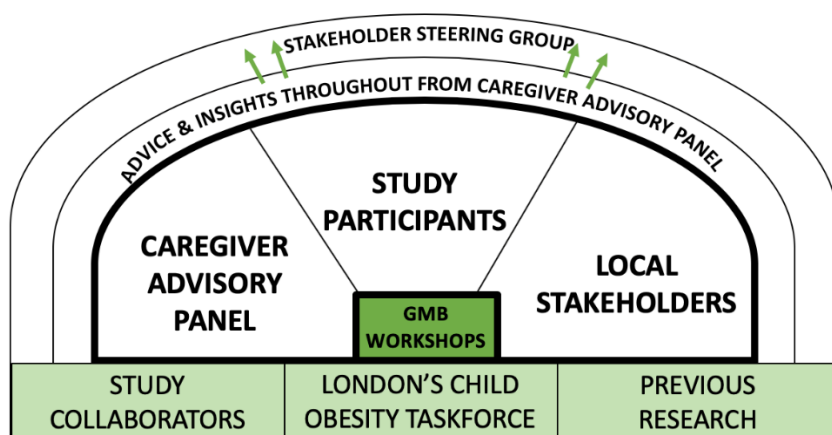 STAKEHOLDER STEERING GROUP
ADVICE & INSIGHTS THROUGHOUT FROM CAREGIVER ADVISORY PANEL
STUDY
PARTICIPANTS
CAREGIVER
ADVISORY
PANEL
LOCAL
STAKEHOLDERS
GMB
WORKSHOPS
STUDY
COLLABORATORS
LONDON'S CHILD
OBESITY TASKFORCE
PREVIOUS
RESEARCH